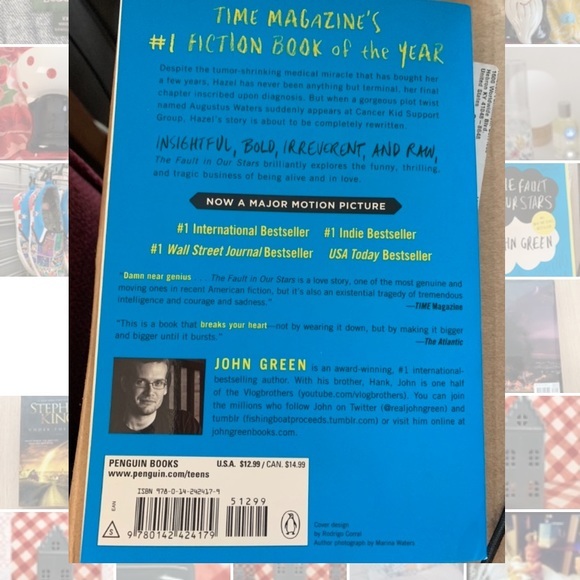 TIME MAGAZINE'S
#1 FICTION BOOK of the YEAR
Despite the tumor-shrinking medical miracle that has bought her
a few years, Hazel has never been anything but terminal, her final
chapter inscribed upon diagnosis. But when a gorgeous plot twist
named Augustus Waters suddenly appears at Cancer Kid Support
Group, Hazel's story is about to be completely rewritten.
INSIGHTFUL, BOLD, IRREVERENT, AND RAW,
The Fault in Our Stars brilliantly explores the funny, thrilling,
and tragic business of being alive and in love.
NOW A MAJOR MOTION PICTURE
#1 International Bestseller #1 Indie Bestseller
#1 Wall Street Journal Bestseller USA Today Bestseller
"Damn near genius . . . The Fault in Our Stars is a love story, one of the most genuine and
moving ones in recent American fiction, but it's also an existential tragedy of tremendous
intelligence and courage and sadness."
—TIME Magazine
"This is a book that breaks your heart—not by wearing it down, but by making it bigger
and bigger until it bursts."
—The Atlantic
JOHN GREEN is an award-winning, #1 international-
bestselling author. With his brother, Hank, John is one half
of the Vlogbrothers (youtube.com/vlogbrothers). You can join
the millions who follow John on Twitter (@realjohngreen) and
tumblr (fishingboatproceeds.tumblr.com) or visit him online at
johngreenbooks.com.
PENGUIN BOOKS U.S.A. $12.99 / CAN. $14.99
www.penguin.com/teens
ISBN 978-0-14-242417-9
51299
EAN
S
9 780142 424179
Cover design
by Rodrigo Corral
Author photograph by Marina Waters
HE FAULT
UR STARS
HN GREEN
STEPH